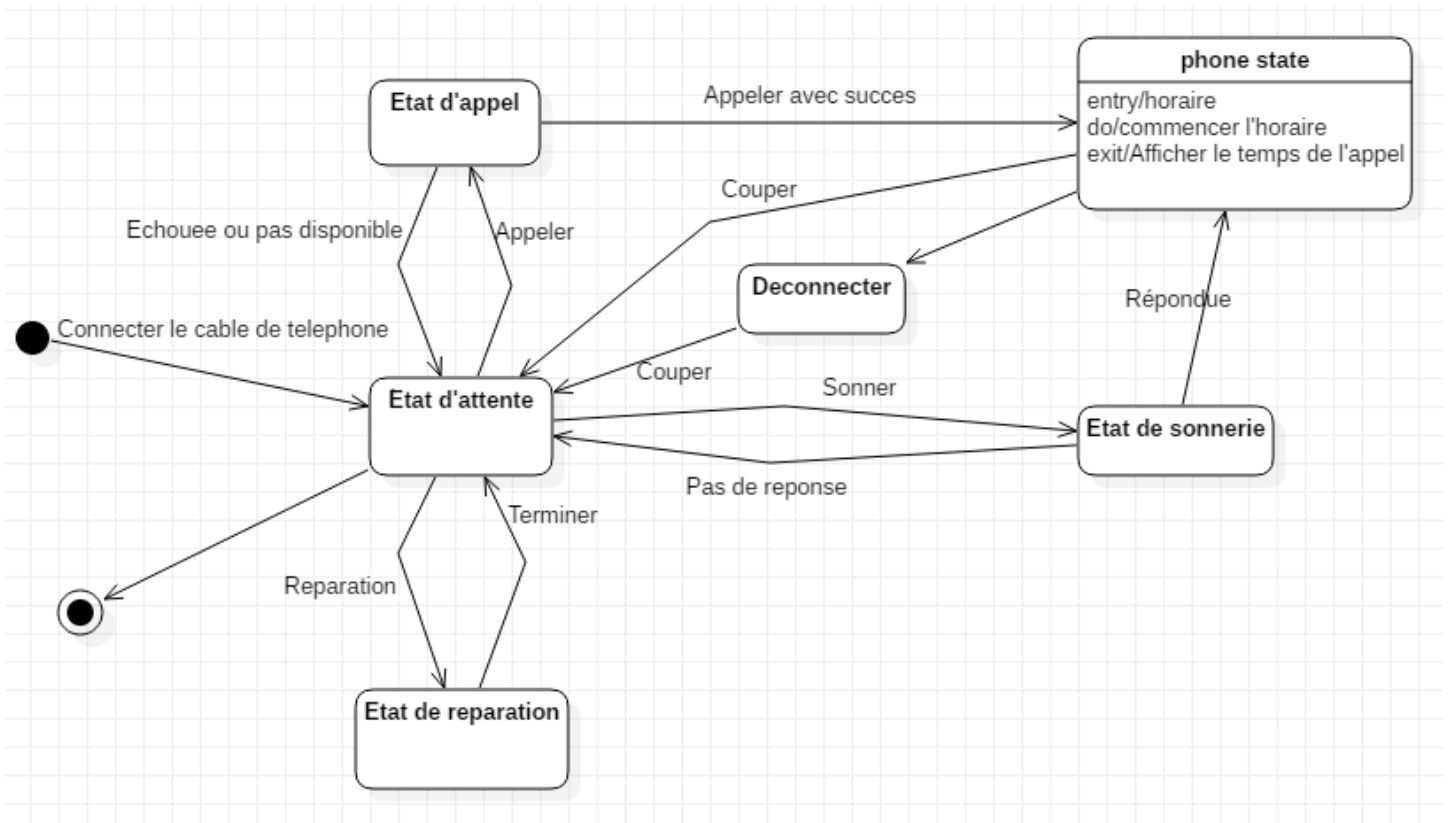 phone state
entry/horaire
do/commencer l'horaire
exit/Afficher le temps de l'appel
Etat d'appel
Appeler avec succes
Couper
Echouee ou pas disponible
Appeler
Deconnecter
Répondue
Connecter le cable de telephone
Couper
Sonner
Etat d'attente
Etat de sonnerie
Pas de reponse
Terminer
Reparation
Etat de reparation